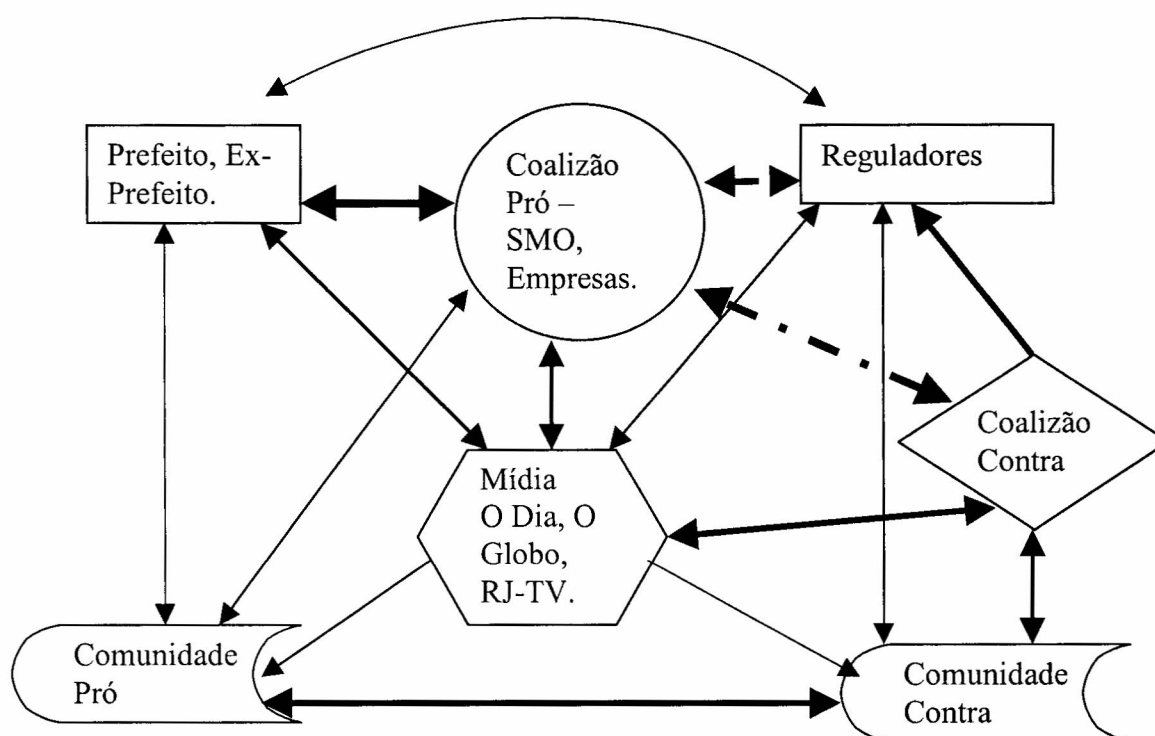 Prefeito, Ex-
Prefeito.
Coalizão
Pró –
SMO,
Empresas.
Reguladores
Coalizão
Contra
Mídia
O Dia, O
Globo,
RJ-TV.
Comunidade
Pró
Comunidade
Contra